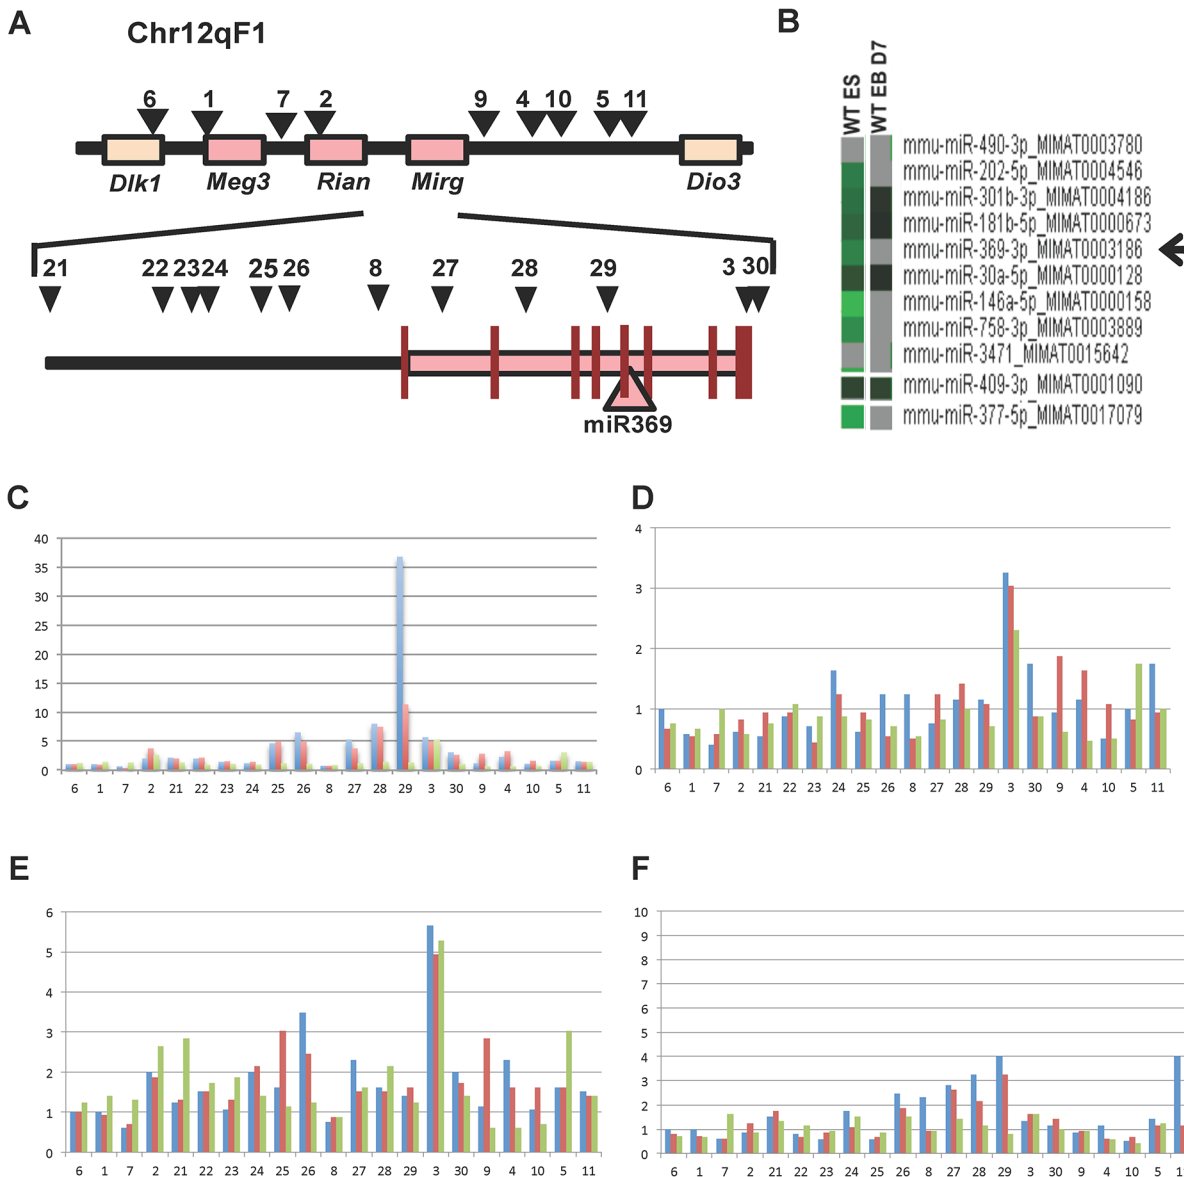 A
Chr12qF1
6 1 7 2 9 4 10 5 11
Dlk1 Meg3 Rian Mirg Dio3
21 22 23 24 25 26 8 27 28 29 3 30
miR369
B
WT ES
WT EB D7
mmu-miR-490-3p_MIMAT0003780
mmu-miR-202-5p_MIMAT0004546
mmu-miR-301b-3p_MIMAT0004186
mmu-miR-181b-5p_MIMAT0000673
mmu-miR-369-3p_MIMAT0003186
mmu-miR-30a-5p_MIMAT0000128
mmu-miR-146a-5p_MIMAT0000158
mmu-miR-758-3p_MIMAT0003889
mmu-miR-3471_MIMAT0015642
mmu-miR-409-3p_MIMAT0001090
mmu-miR-377-5p_MIMAT0017079
C
40
35
30
25
20
15
10
5
0
6 1 7 2 21 22 23 24 25 26 8 27 28 29 3 30 9 4 10 5 11
D
4
3
2
1
0
6 1 7 2 21 22 23 24 25 26 8 27 28 29 3 30 9 4 10 5 11
E
6
5
4
3
2
1
0
6 1 7 2 21 22 23 24 25 26 8 27 28 29 3 30 9 4 10 5 11
F
10
9
8
7
6
5
4
3
2
1
0
6 1 7 2 21 22 23 24 25 26 8 27 28 29 3 30 9 4 10 5